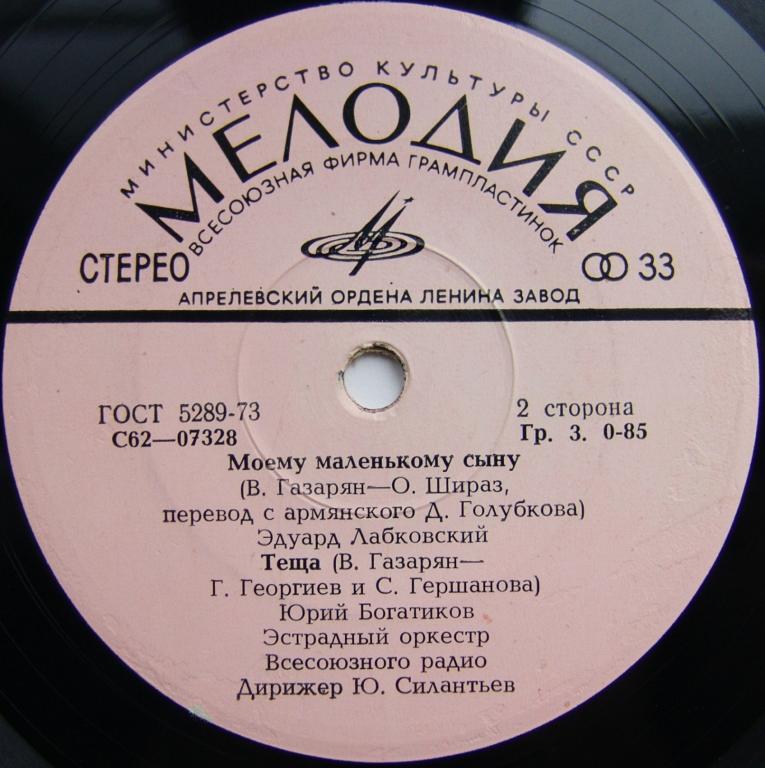 МИНИСТЕРСТВО КУЛЬТУРЫ СССР
МЕЛОДИЯ
ВСЕСОЮЗНАЯ ФИРМА ГРАМПЛАСТИНОК
СТЕРЕО
33
АПРЕЛЕВСКИЙ ОРДЕНА ЛЕНИНА ЗАВОД
ГОСТ 5289-73
2 сторона
С62—07328
Гр. 3. 0-85
Моему маленькому сыну
(В. Газарян—О. Шираз,
перевод с армянского Д. Голубкова)
Эдуард Лабковский
Теща (В. Газарян—
Г. Георгиев и С. Гершанова)
Юрий Богатиков
Эстрадный оркестр
Всесоюзного радио
Дирижер Ю. Силантьев